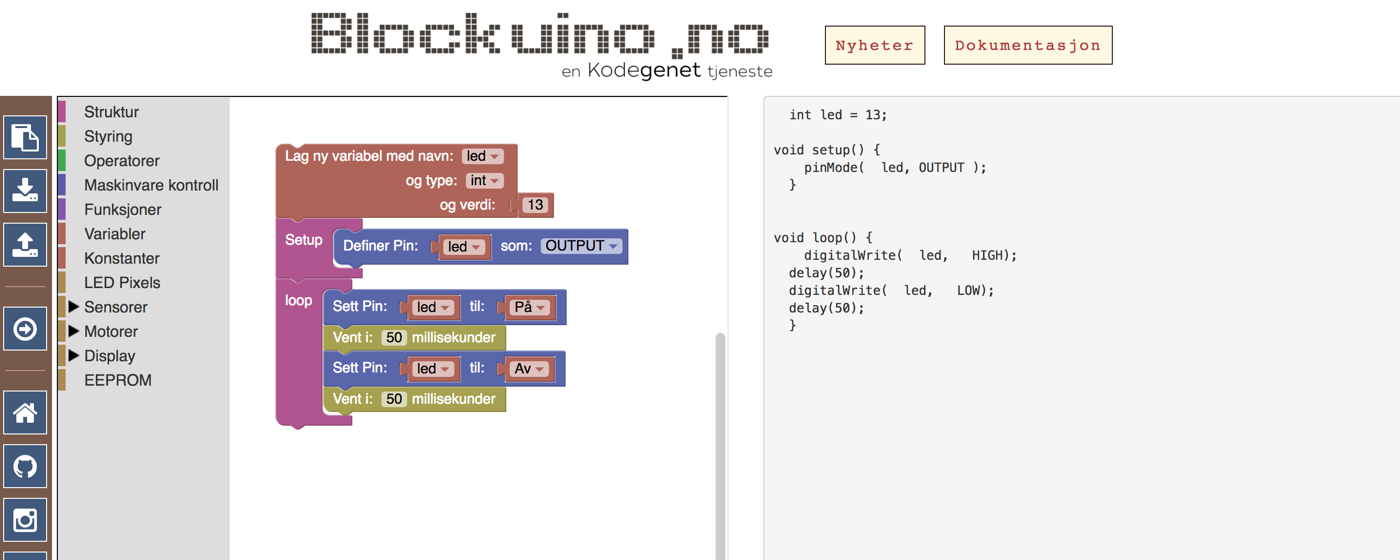 Blockuino.no
en Kodegenet tjeneste
Nyheter
Dokumentasjon
Struktur
Styring
Operatorer
Maskinvare kontroll
Funksjoner
Variabler
Konstanter
LED Pixels
Sensorer
Motorer
Display
EEPROM
Lag ny variabel med navn: led
og type: int
og verdi: 13
Setup Definer Pin: led som: OUTPUT
loop Sett Pin: led til: På
Vent i: 50 millisekunder
Sett Pin: led til: Av
Vent i: 50 millisekunder
int led = 13;
void setup() {
pinMode( led, OUTPUT );
}
void loop() {
digitalWrite( led, HIGH);
delay(50);
digitalWrite( led, LOW);
delay(50);
}